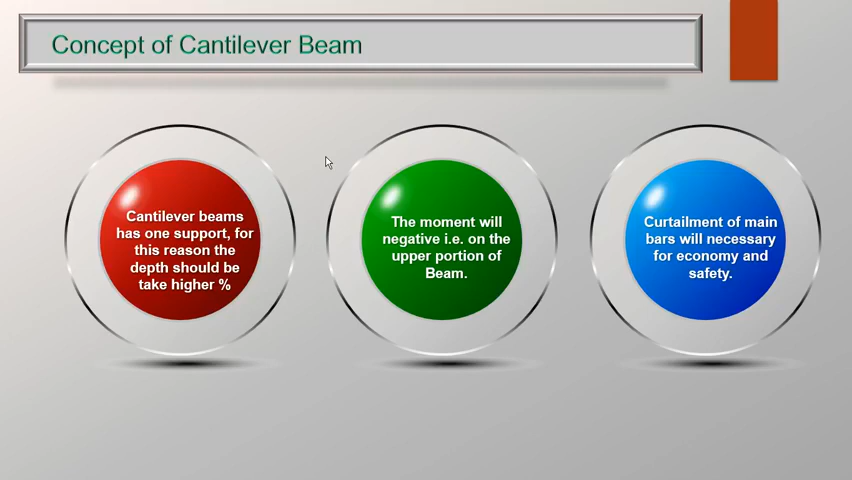 Concept of Cantilever Beam
Cantilever beams
has one support, for
this reason the
depth should be
take higher %
The moment will
negative i.e. on the
upper portion of
Beam.
Curtailment of main
bars will necessary
for economy and
safety.